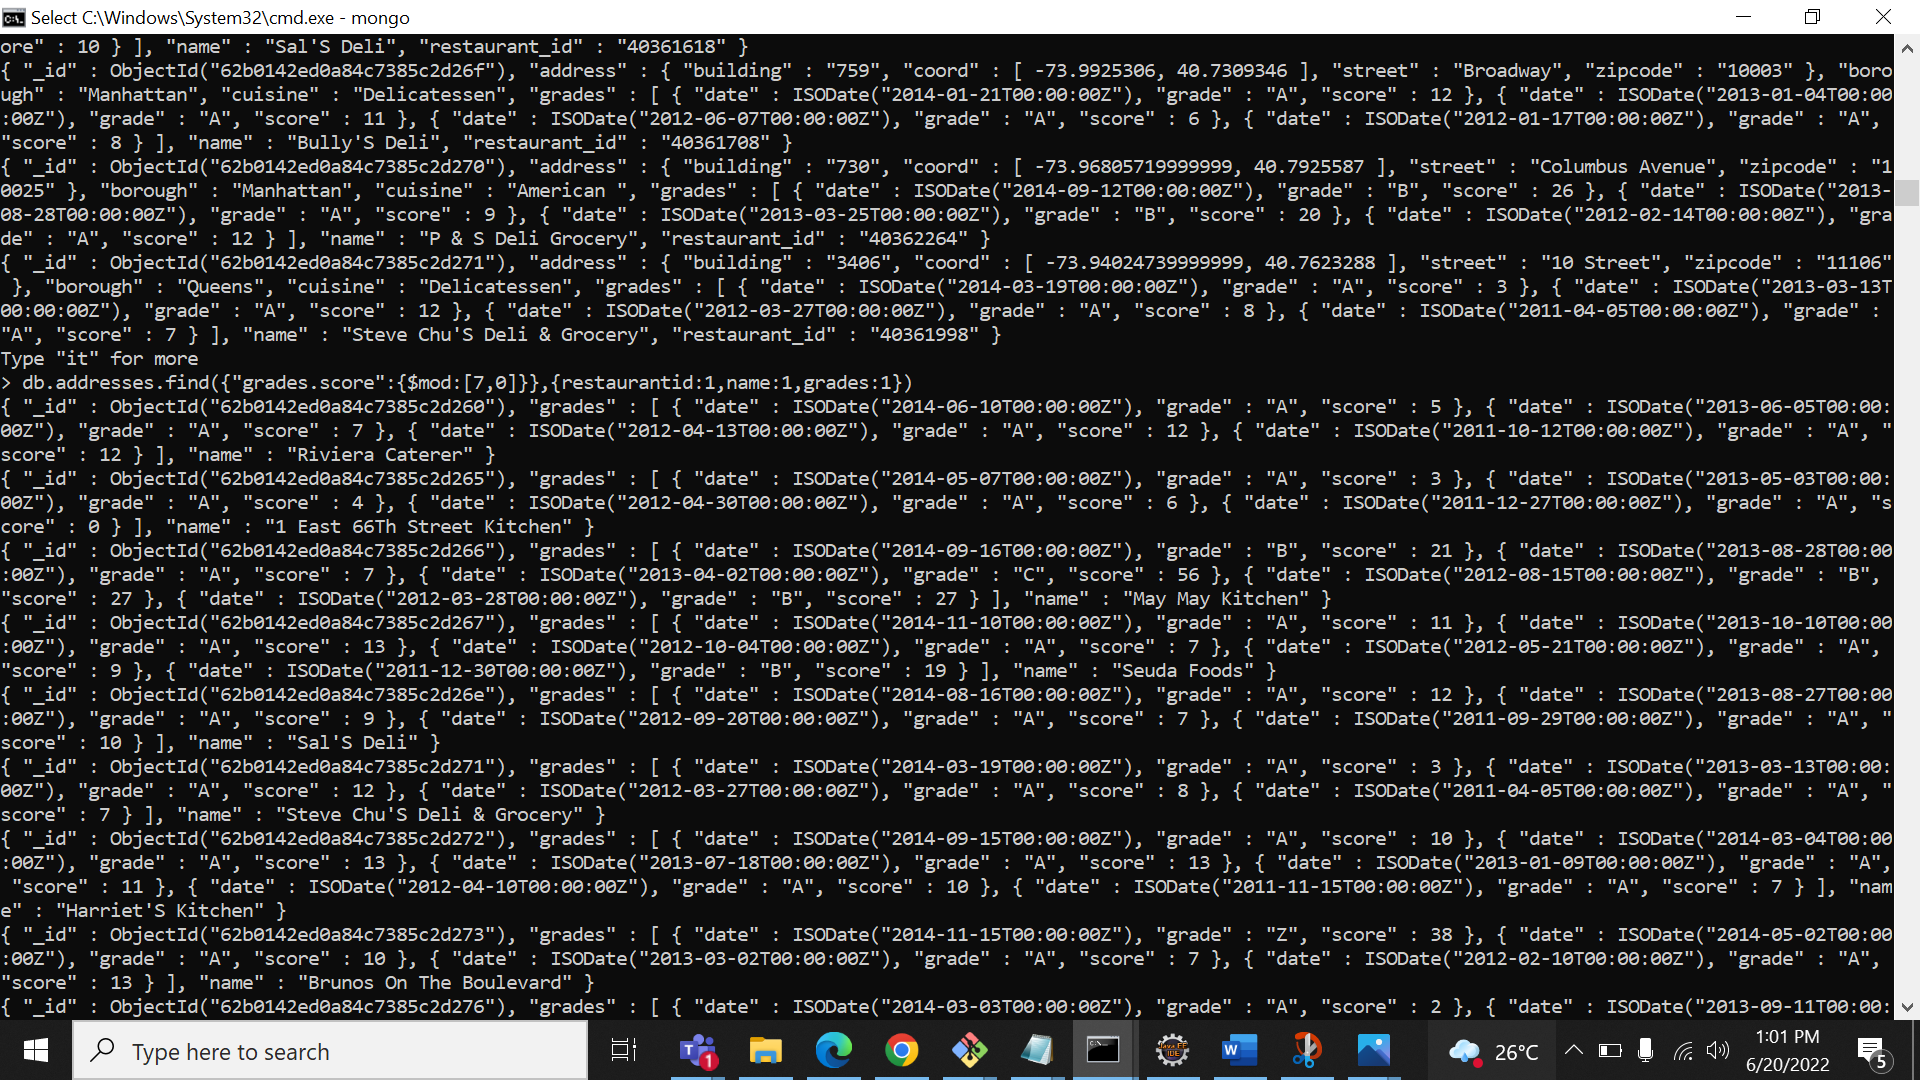 Select C:\Windows\System32\cmd.exe - mongo
ore" : 10 } ], "name" : "Sal'S Deli", "restaurant_id" : "40361618" }
{ "_id" : ObjectId("62b0142ed0a84c7385c2d26f"), "address" : { "building" : "759", "coord" : [ -73.9925306, 40.7309346 ], "street" : "Broadway", "zipcode" : "10003" }, "boro
ugh" : "Manhattan", "cuisine" : "Delicatessen", "grades" : [ { "date" : ISODate("2014-01-21T00:00:00Z"), "grade" : "A", "score" : 12 }, { "date" : ISODate("2013-01-04T00:00
:00Z"), "grade" : "A", "score" : 11 }, { "date" : ISODate("2012-06-07T00:00:00Z"), "grade" : "A", "score" : 6 }, { "date" : ISODate("2012-01-17T00:00:00Z"), "grade" : "A",
"score" : 8 } ], "name" : "Bully'S Deli", "restaurant_id" : "40361708" }
{ "_id" : ObjectId("62b0142ed0a84c7385c2d270"), "address" : { "building" : "730", "coord" : [ -73.96805719999999, 40.7925587 ], "street" : "Columbus Avenue", "zipcode" : "1
0025" }, "borough" : "Manhattan", "cuisine" : "American ", "grades" : [ { "date" : ISODate("2014-09-12T00:00:00Z"), "grade" : "B", "score" : 26 }, { "date" : ISODate("2013-
08-28T00:00:00Z"), "grade" : "A", "score" : 9 }, { "date" : ISODate("2013-03-25T00:00:00Z"), "grade" : "B", "score" : 20 }, { "date" : ISODate("2012-02-14T00:00:00Z"), "gra
de" : "A", "score" : 12 } ], "name" : "P & S Deli Grocery", "restaurant_id" : "40362264" }
{ "_id" : ObjectId("62b0142ed0a84c7385c2d271"), "address" : { "building" : "3406", "coord" : [ -73.94024739999999, 40.7623288 ], "street" : "10 Street", "zipcode" : "11106"
 }, "borough" : "Queens", "cuisine" : "Delicatessen", "grades" : [ { "date" : ISODate("2014-03-19T00:00:00Z"), "grade" : "A", "score" : 3 }, { "date" : ISODate("2013-03-13T
00:00:00Z"), "grade" : "A", "score" : 12 }, { "date" : ISODate("2012-03-27T00:00:00Z"), "grade" : "A", "score" : 8 }, { "date" : ISODate("2011-04-05T00:00:00Z"), "grade" :
"A", "score" : 7 } ], "name" : "Steve Chu'S Deli & Grocery", "restaurant_id" : "40361998" }
Type "it" for more
> db.addresses.find({"grades.score":{$mod:[7,0]}},{restaurantid:1,name:1,grades:1})
{ "_id" : ObjectId("62b0142ed0a84c7385c2d260"), "grades" : [ { "date" : ISODate("2014-06-10T00:00:00Z"), "grade" : "A", "score" : 5 }, { "date" : ISODate("2013-06-05T00:00:
00Z"), "grade" : "A", "score" : 7 }, { "date" : ISODate("2012-04-13T00:00:00Z"), "grade" : "A", "score" : 12 }, { "date" : ISODate("2011-10-12T00:00:00Z"), "grade" : "A", "
score" : 12 } ], "name" : "Riviera Caterer" }
{ "_id" : ObjectId("62b0142ed0a84c7385c2d265"), "grades" : [ { "date" : ISODate("2014-05-07T00:00:00Z"), "grade" : "A", "score" : 3 }, { "date" : ISODate("2013-05-03T00:00:
00Z"), "grade" : "A", "score" : 4 }, { "date" : ISODate("2012-04-30T00:00:00Z"), "grade" : "A", "score" : 6 }, { "date" : ISODate("2011-12-27T00:00:00Z"), "grade" : "A", "s
core" : 0 } ], "name" : "1 East 66Th Street Kitchen" }
{ "_id" : ObjectId("62b0142ed0a84c7385c2d266"), "grades" : [ { "date" : ISODate("2014-09-16T00:00:00Z"), "grade" : "B", "score" : 21 }, { "date" : ISODate("2013-08-28T00:00
:00Z"), "grade" : "A", "score" : 7 }, { "date" : ISODate("2013-04-02T00:00:00Z"), "grade" : "C", "score" : 56 }, { "date" : ISODate("2012-08-15T00:00:00Z"), "grade" : "B",
"score" : 27 }, { "date" : ISODate("2012-03-28T00:00:00Z"), "grade" : "B", "score" : 27 } ], "name" : "May May Kitchen" }
{ "_id" : ObjectId("62b0142ed0a84c7385c2d267"), "grades" : [ { "date" : ISODate("2014-11-10T00:00:00Z"), "grade" : "A", "score" : 11 }, { "date" : ISODate("2013-10-10T00:00
:00Z"), "grade" : "A", "score" : 13 }, { "date" : ISODate("2012-10-04T00:00:00Z"), "grade" : "A", "score" : 7 }, { "date" : ISODate("2012-05-21T00:00:00Z"), "grade" : "A",
"score" : 9 }, { "date" : ISODate("2011-12-30T00:00:00Z"), "grade" : "B", "score" : 19 } ], "name" : "Seuda Foods" }
{ "_id" : ObjectId("62b0142ed0a84c7385c2d26e"), "grades" : [ { "date" : ISODate("2014-08-16T00:00:00Z"), "grade" : "A", "score" : 12 }, { "date" : ISODate("2013-08-27T00:00
:00Z"), "grade" : "A", "score" : 9 }, { "date" : ISODate("2012-09-20T00:00:00Z"), "grade" : "A", "score" : 7 }, { "date" : ISODate("2011-09-29T00:00:00Z"), "grade" : "A", "
score" : 10 } ], "name" : "Sal'S Deli" }
{ "_id" : ObjectId("62b0142ed0a84c7385c2d271"), "grades" : [ { "date" : ISODate("2014-03-19T00:00:00Z"), "grade" : "A", "score" : 3 }, { "date" : ISODate("2013-03-13T00:00:
00Z"), "grade" : "A", "score" : 12 }, { "date" : ISODate("2012-03-27T00:00:00Z"), "grade" : "A", "score" : 8 }, { "date" : ISODate("2011-04-05T00:00:00Z"), "grade" : "A", "
score" : 7 } ], "name" : "Steve Chu'S Deli & Grocery" }
{ "_id" : ObjectId("62b0142ed0a84c7385c2d272"), "grades" : [ { "date" : ISODate("2014-09-15T00:00:00Z"), "grade" : "A", "score" : 10 }, { "date" : ISODate("2014-03-04T00:00
:00Z"), "grade" : "A", "score" : 13 }, { "date" : ISODate("2013-07-18T00:00:00Z"), "grade" : "A", "score" : 13 }, { "date" : ISODate("2013-01-09T00:00:00Z"), "grade" : "A",
 "score" : 11 }, { "date" : ISODate("2012-04-10T00:00:00Z"), "grade" : "A", "score" : 10 }, { "date" : ISODate("2011-11-15T00:00:00Z"), "grade" : "A", "score" : 7 } ], "nam
e" : "Harriet'S Kitchen" }
{ "_id" : ObjectId("62b0142ed0a84c7385c2d273"), "grades" : [ { "date" : ISODate("2014-11-15T00:00:00Z"), "grade" : "Z", "score" : 38 }, { "date" : ISODate("2014-05-02T00:00
:00Z"), "grade" : "A", "score" : 10 }, { "date" : ISODate("2013-03-02T00:00:00Z"), "grade" : "A", "score" : 7 }, { "date" : ISODate("2012-02-10T00:00:00Z"), "grade" : "A",
"score" : 13 } ], "name" : "Brunos On The Boulevard" }
{ "_id" : ObjectId("62b0142ed0a84c7385c2d276"), "grades" : [ { "date" : ISODate("2014-03-03T00:00:00Z"), "grade" : "A", "score" : 2 }, { "date" : ISODate("2013-09-11T00:00:
Type here to search
1
26°C
1:01 PM
6/20/2022
5